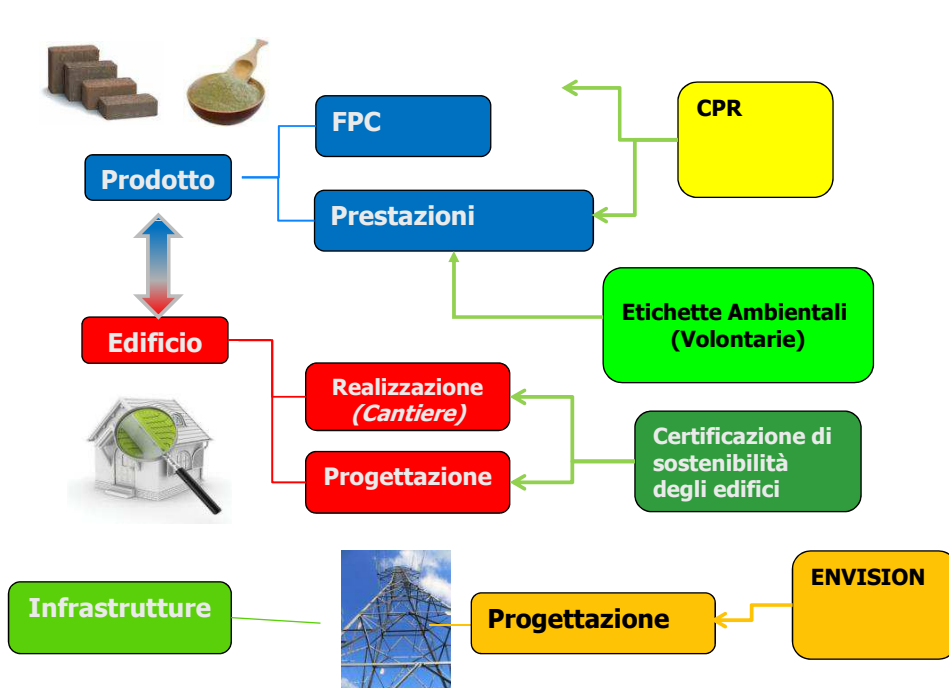 FPC
CPR
Prodotto
Prestazioni
Etichette Ambientali
(Volontarie)
Edificio
Realizzazione
(Cantiere)
Certificazione di
sostenibilità
degli edifici
Progettazione
ENVISION
Infrastrutture
Progettazione